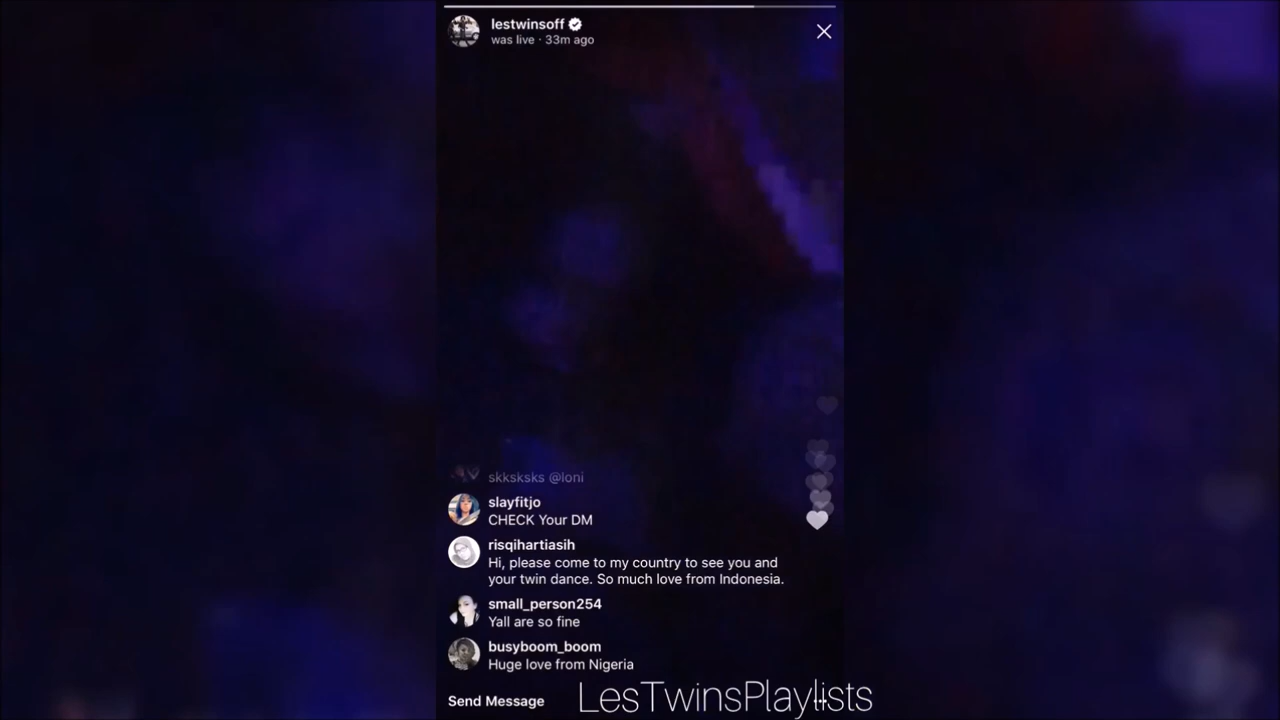 lestwinsoff
was live · 33m ago
skksksks @loni
slayfitjo
CHECK Your DM
risqihartiasih
Hi, please come to my country to see you and
your twin dance. So much love from Indonesia.
small_person254
Yall are so fine
busyboom_boom
Huge love from Nigeria
Send Message
LesTwinsPlaylists